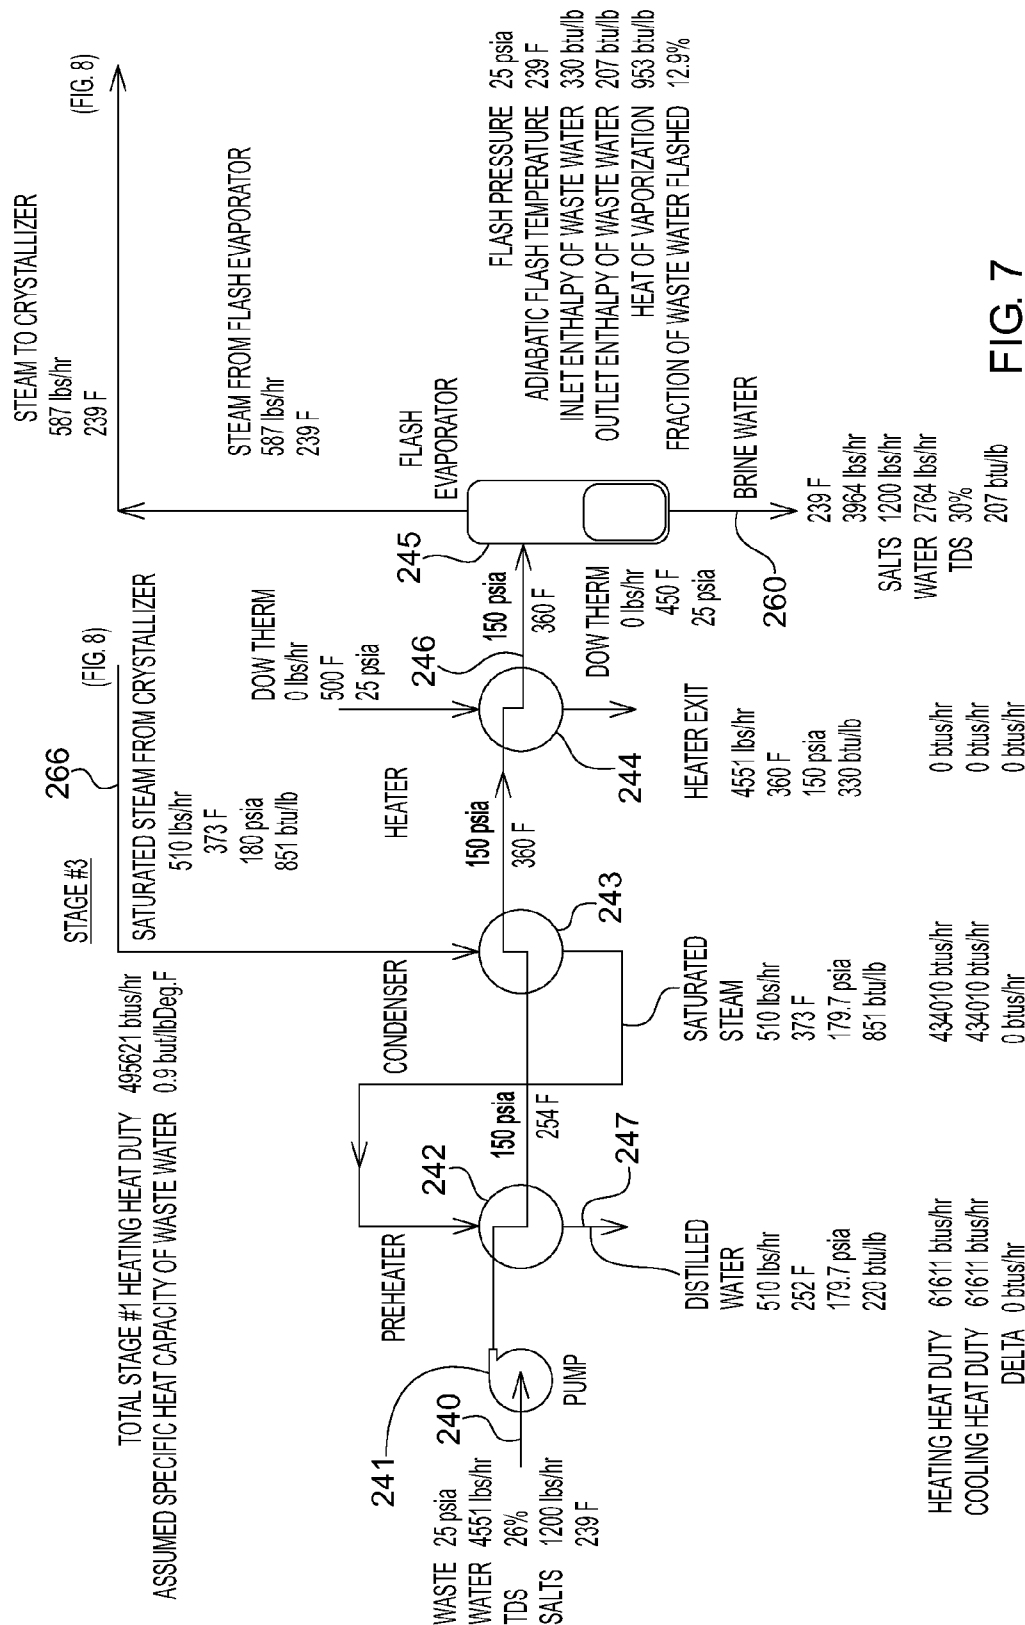 STAGE #3
TOTAL STAGE #1 HEATING HEAT DUTY 495621 btus/hr
ASSUMED SPECIFIC HEAT CAPACITY OF WASTE WATER 0.9 but/lbDeg.F
266
(FIG. 8)
SATURATED STEAM FROM CRYSTALLIZER
510 lbs/hr
373 F
180 psia
851 btu/lb
STEAM TO CRYSTALLIZER
587 lbs/hr
239 F
(FIG. 8)
STEAM FROM FLASH EVAPORATOR
587 lbs/hr
239 F
WASTE 25 psia
WATER 4551 lbs/hr
TDS 26%
SALTS 1200 lbs/hr
239 F
240
241
PUMP
PREHEATER
242
150 psia
254 F
247
DISTILLED
WATER
510 lbs/hr
252 F
179.7 psia
220 btu/lb
CONDENSER
243
150 psia
360 F
SATURATED
STEAM
510 lbs/hr
373 F
179.7 psia
851 btu/lb
HEATER
DOW THERM
0 lbs/hr
500 F
25 psia
244
246
150 psia
360 F
DOW THERM
0 lbs/hr
450 F
25 psia
HEATER EXIT
4551 lbs/hr
360 F
150 psia
330 btu/lb
245
FLASH
EVAPORATOR
FLASH PRESSURE 25 psia
ADIABATIC FLASH TEMPERATURE 239 F
INLET ENTHALPY OF WASTE WATER 330 btu/lb
OUTLET ENTHALPY OF WASTE WATER 207 btu/lb
HEAT OF VAPORIZATION 953 btu/lb
FRACTION OF WASTE WATER FLASHED 12.9%
BRINE WATER
260
239 F
3964 lbs/hr
SALTS 1200 lbs/hr
WATER 2764 lbs/hr
TDS 30%
207 btu/lb
HEATING HEAT DUTY 61611 btus/hr 434010 btus/hr 0 btus/hr
COOLING HEAT DUTY 61611 btus/hr 434010 btus/hr 0 btus/hr
DELTA 0 btus/hr 0 btus/hr 0 btus/hr
FIG. 7